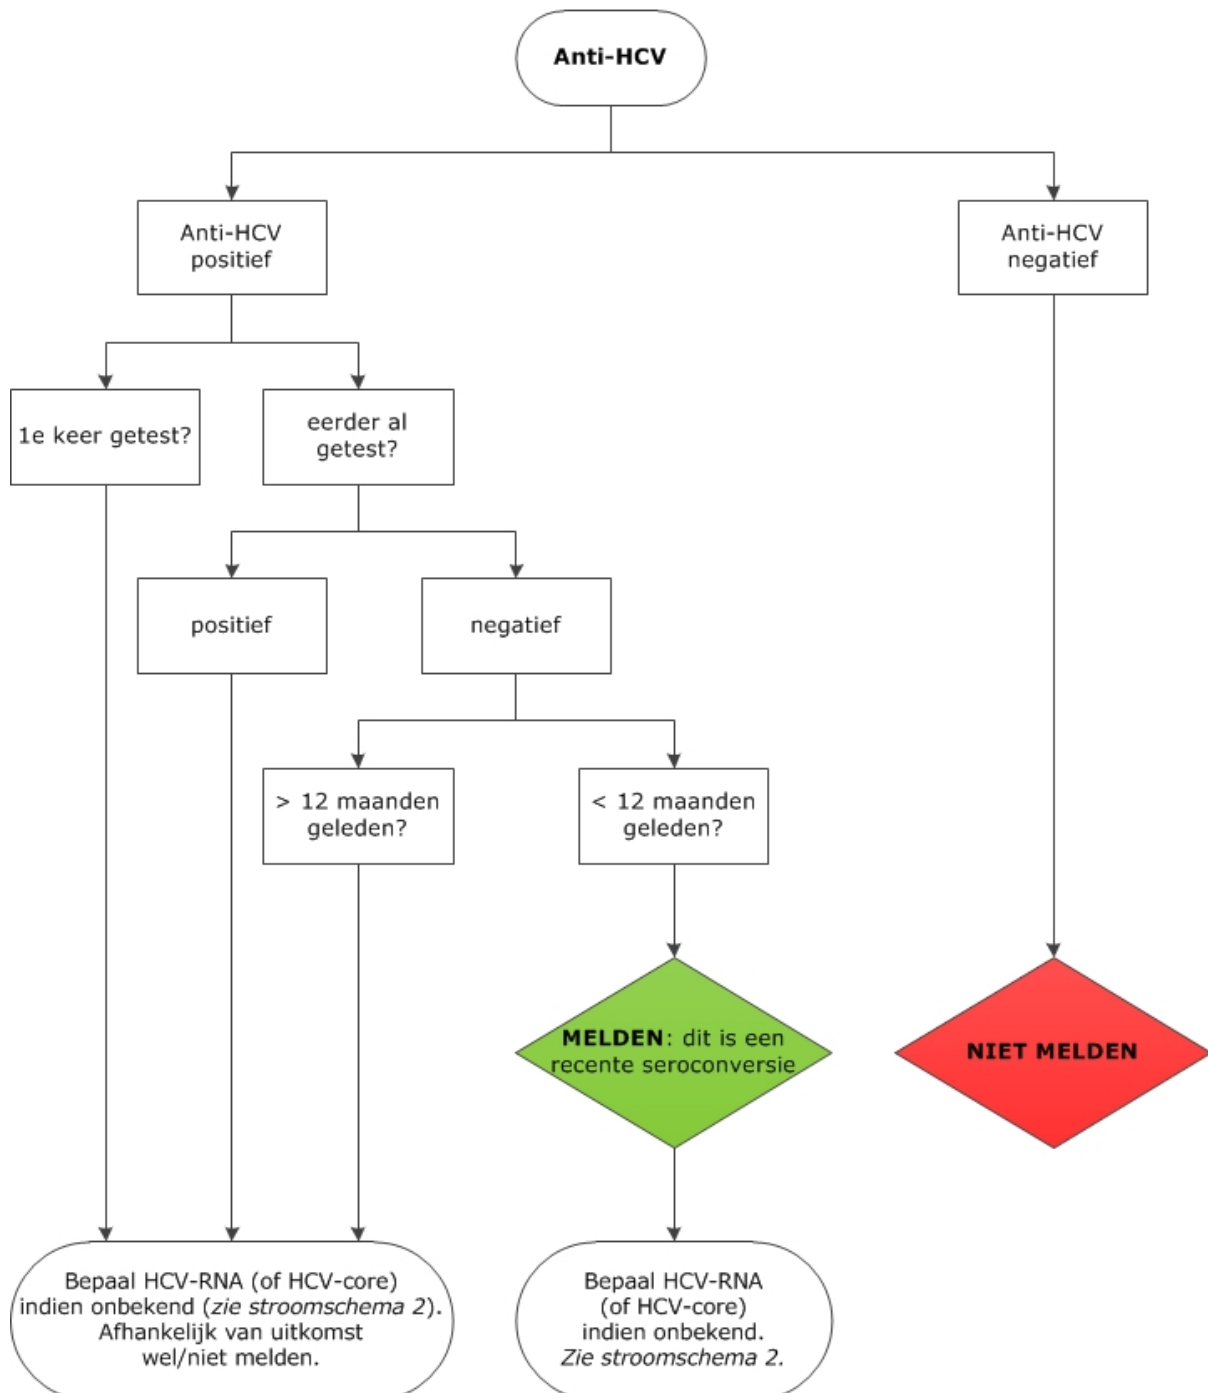 Anti-HCV
Anti-HCV
positief
Anti-HCV
negatief
1e keer getest?
eerder al
getest?
positief
negatief
> 12 maanden
geleden?
< 12 maanden
geleden?
MELDEN: dit is een
recente seroconversie
NIET MELDEN
Bepaal HCV-RNA (of HCV-core)
indien onbekend (zie stroomschema 2).
Afhankelijk van uitkomst
wel/niet melden.
Bepaal HCV-RNA
(of HCV-core)
indien onbekend.
Zie stroomschema 2.